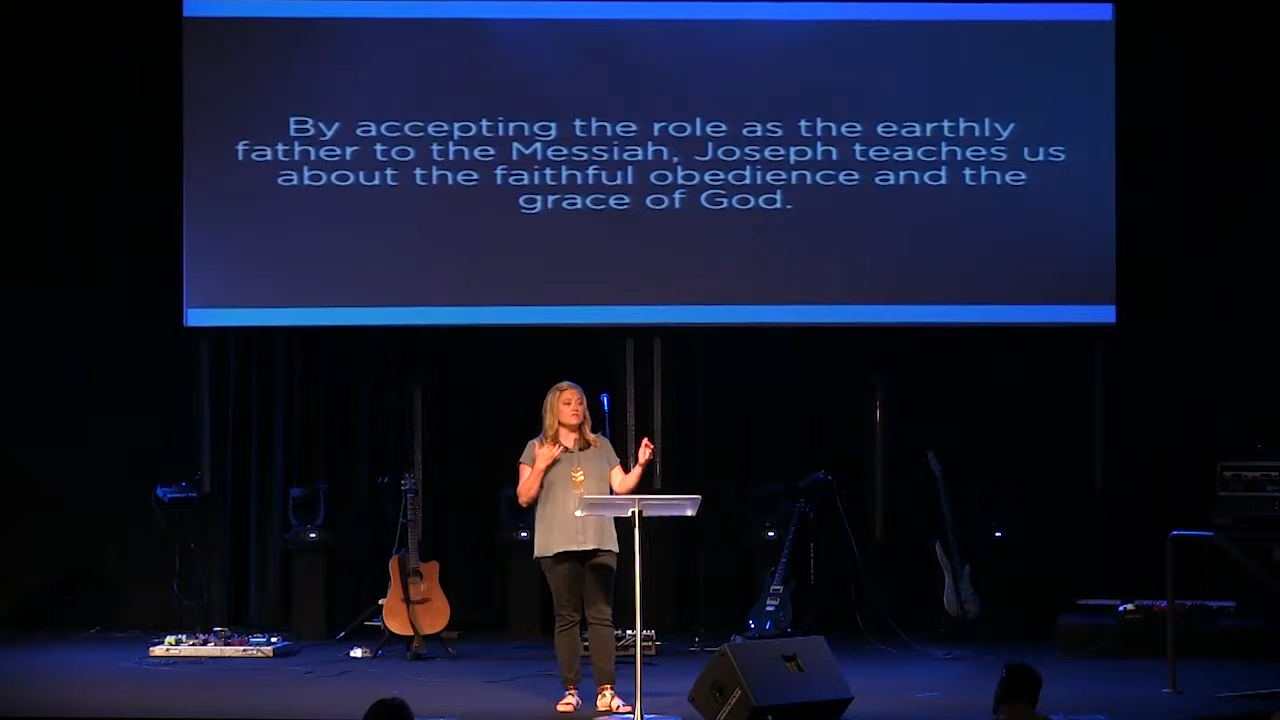 By accepting the role as the earthly
father to the Messiah, Joseph teaches us
about the faithful obedience and the
grace of God.